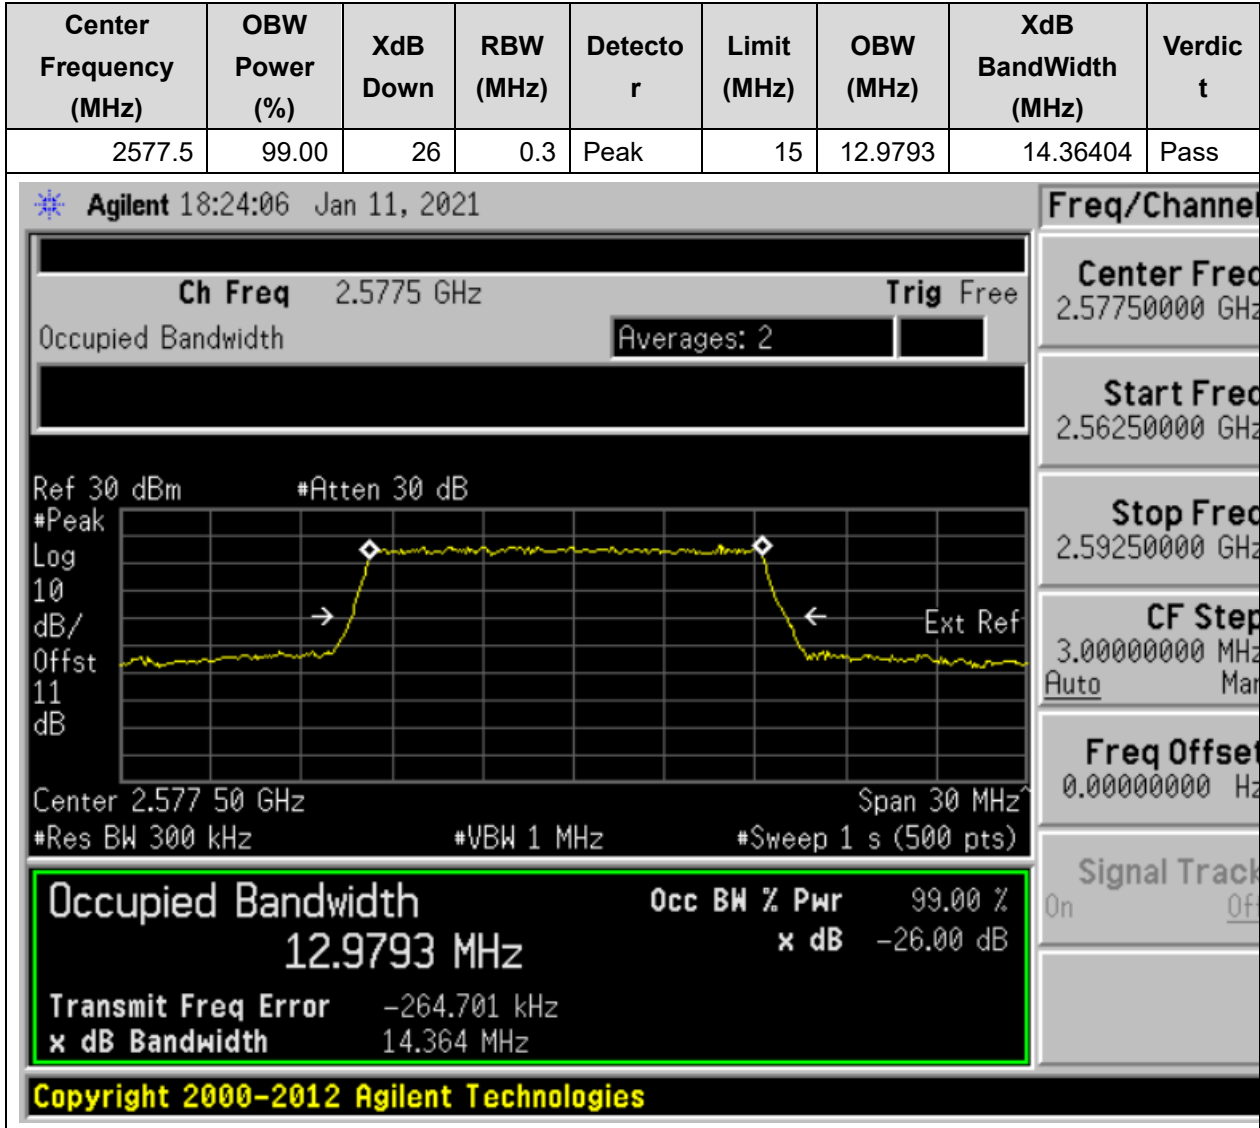 Center Frequency (MHz) OBW Power (%) XdB Down RBW (MHz) Detecto r Limit (MHz) OBW (MHz) XdB BandWidth (MHz) Verdic t
2577.5 99.00 26 0.3 Peak 15 12.9793 14.36404 Pass
Agilent 18:24:06 Jan 11, 2021
Ch Freq 2.5775 GHz Trig Free
Occupied Bandwidth
Averages: 2
Ref 30 dBm #Atten 30 dB
#Peak
Log
10
dB/
Offst
11
dB
Ext Ref
Center 2.577 50 GHz Span 30 MHz^
#Res BW 300 kHz #VBW 1 MHz #Sweep 1 s (500 pts)
Occupied Bandwidth
12.9793 MHz
Occ BW % Pwr 99.00 %
x dB -26.00 dB
Transmit Freq Error -264.701 kHz
x dB Bandwidth 14.364 MHz
Copyright 2000-2012 Agilent Technologies
Freq/Channel
Center Freq
2.57750000 GHz
Start Freq
2.56250000 GHz
Stop Freq
2.59250000 GHz
CF Step
3.00000000 MHz
Auto Man
Freq Offset
0.00000000 Hz
Signal Track
On Off